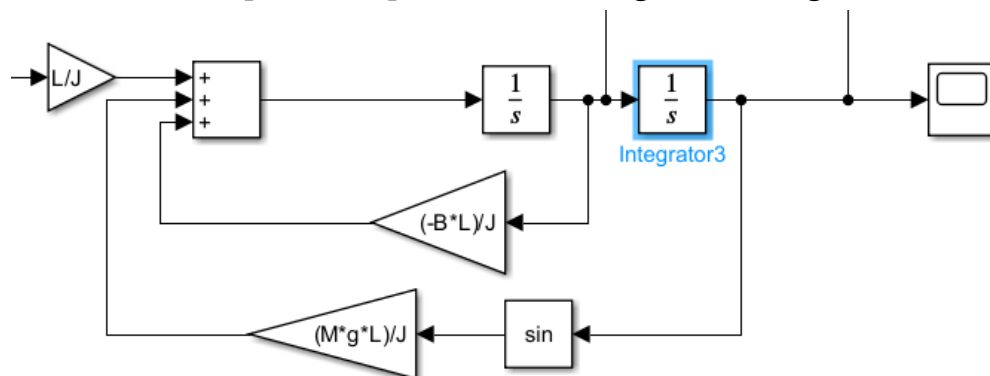 L/J
+
+
+
1
s
1
s
Integrator3
(-B*L)/J
(M*g*L)/J
sin